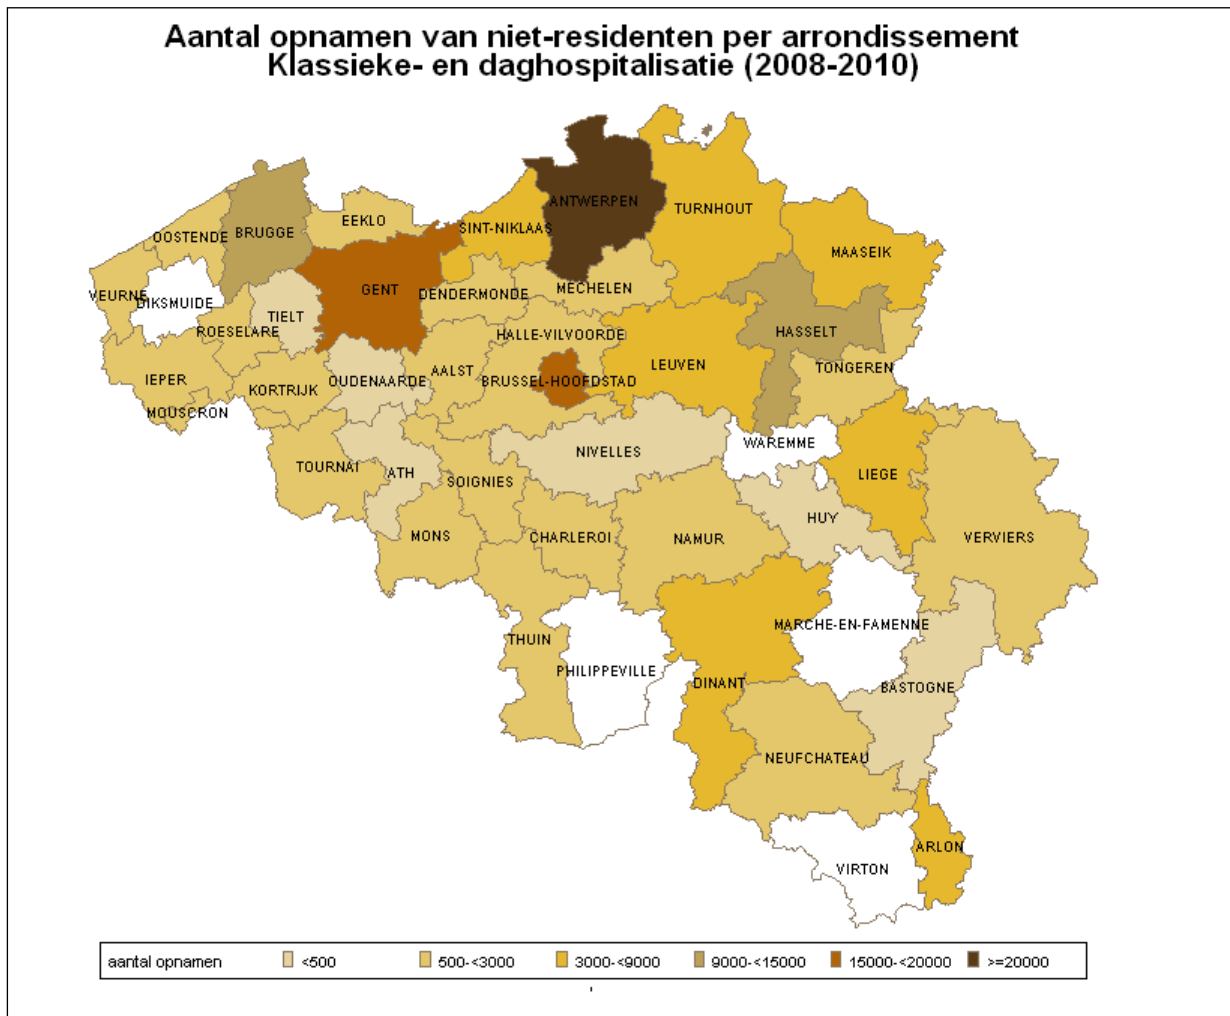 Aantal opnamen van niet-residenten per arrondissement
Klassieke- en daghospitalisatie (2008-2010)
ANTWERPEN
TURNHOUT
EEKLO
SINT-NIKLAAS
OOSTENDE
BRUGGE
MAASEIK
GENT
DENDERMONDE
MECHELEN
VEURNE
DIKSMUIDE
TIELT
ROESELARE
HALLE-VILVOORDE
HASSELT
LEUVEN
TONGEREN
IEPER
KORTRIJK
OUDENAARDE
AALST
BRUSSEL-HOOFDSTAD
MOUSCRON
WAREMME
NIVELLES
TOURNAI
ATH
SOIGNIES
LIEGE
HUY
MONS
CHARLEROI
NAMUR
VERVIERS
MARCHE-EN-FAMENNE
THUIN
PHILIPPEVILLE
DINANT
BASTOGNE
NEUFCHATEAU
ARLON
VIRTON
aantal opnamen <500 500-<3000 3000-<9000 9000-<15000 15000-<20000 >=20000